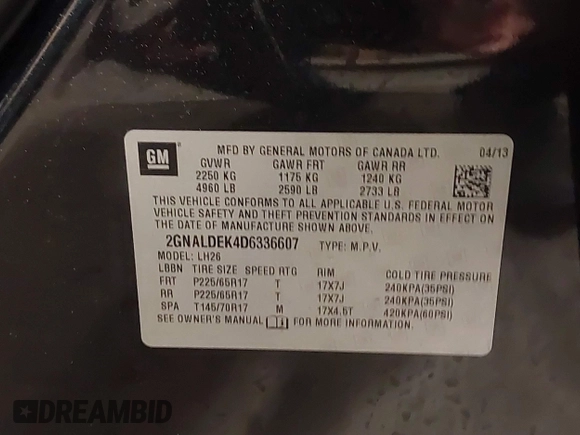 GM
MFD BY GENERAL MOTORS OF CANADA LTD. 04/13
GVWR GAWR FRT GAWR RR
2250 KG 1175 KG 1240 KG
4960 LB 2590 LB 2733 LB
THIS VEHICLE CONFORMS TO ALL APPLICABLE U.S. FEDERAL MOTOR
VEHICLE SAFETY AND THEFT PREVENTION STANDARDS IN EFFECT ON
THE DATE OF MANUFACTURE SHOWN ABOVE.
2GNALDEK4D6336607 TYPE: M.P.V.
MODEL: LH26
LBBN TIRE SIZE SPEED RTG RIM COLD TIRE PRESSURE
FRT P225/65R17 T 17X7J 240KPA(35PSI)
RR P225/65R17 T 17X7J 240KPA(35PSI)
SPA T145/70R17 M 17X4.5T 420KPA(60PSI)
SEE OWNER'S MANUAL FOR MORE INFORMATION.
DREAMBID